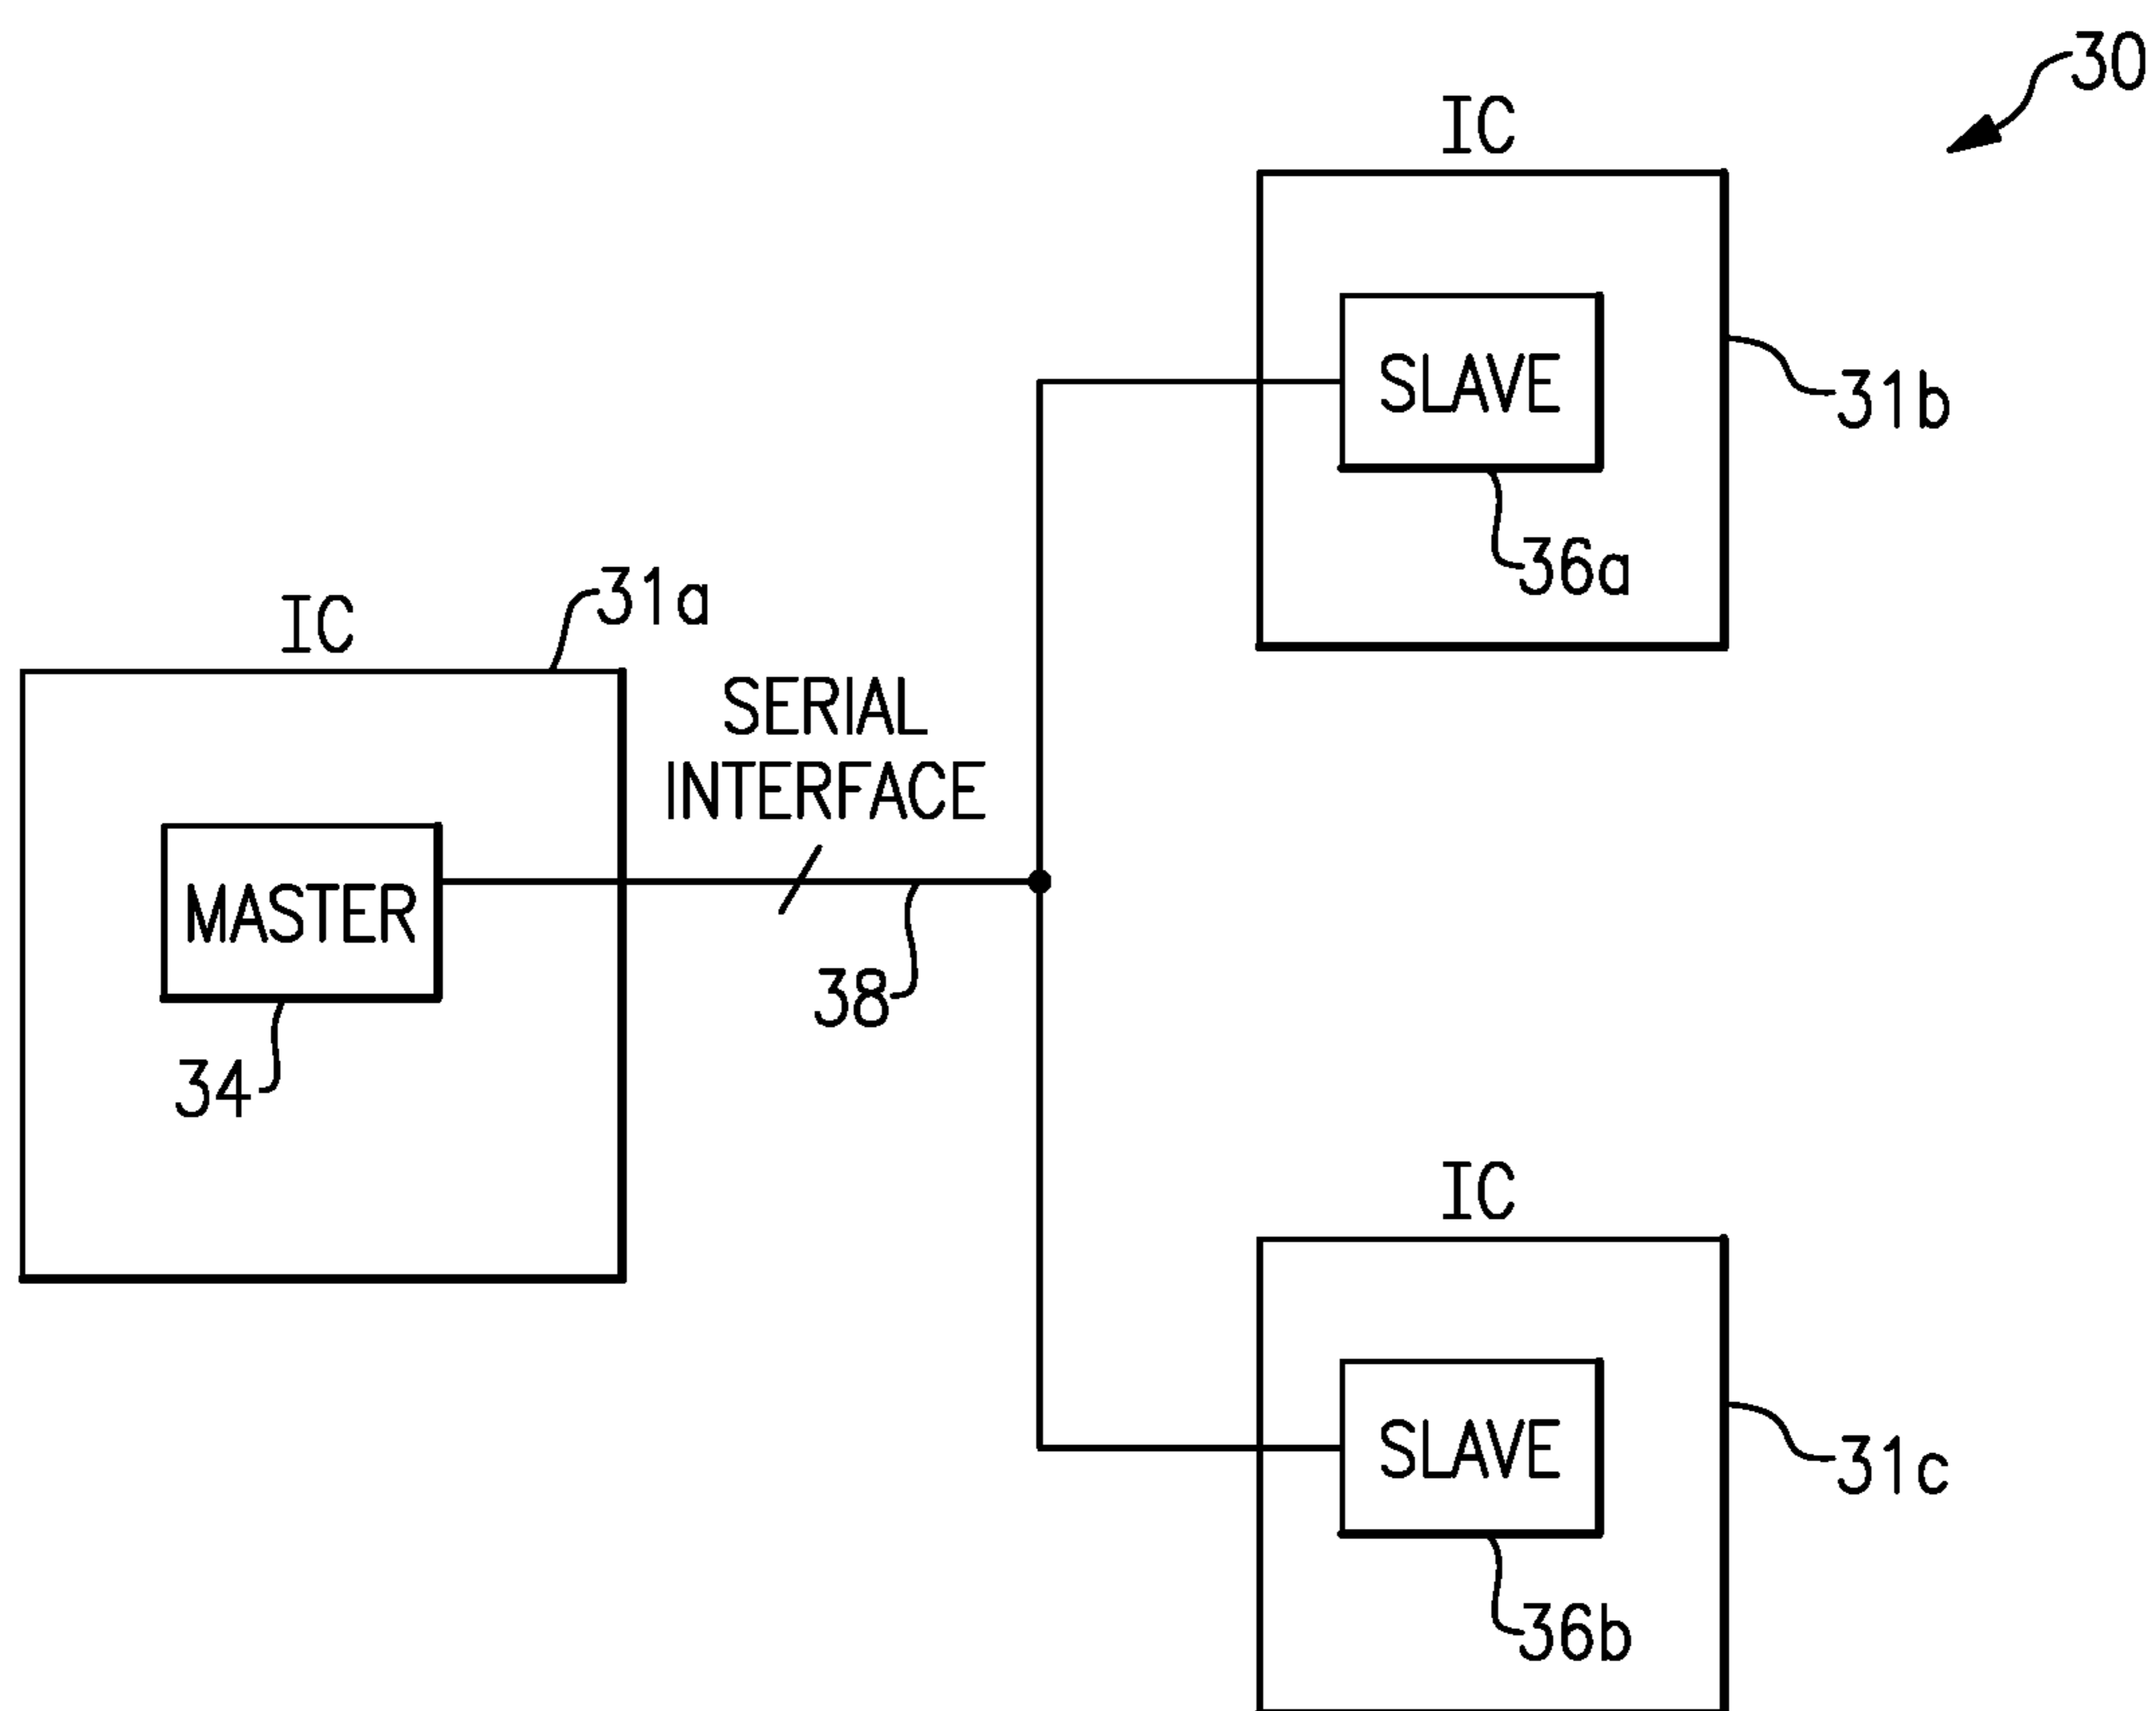 30
IC
SLAVE
31b
36a
IC
31a
SERIAL
INTERFACE
MASTER
38
34
IC
SLAVE
31c
36b